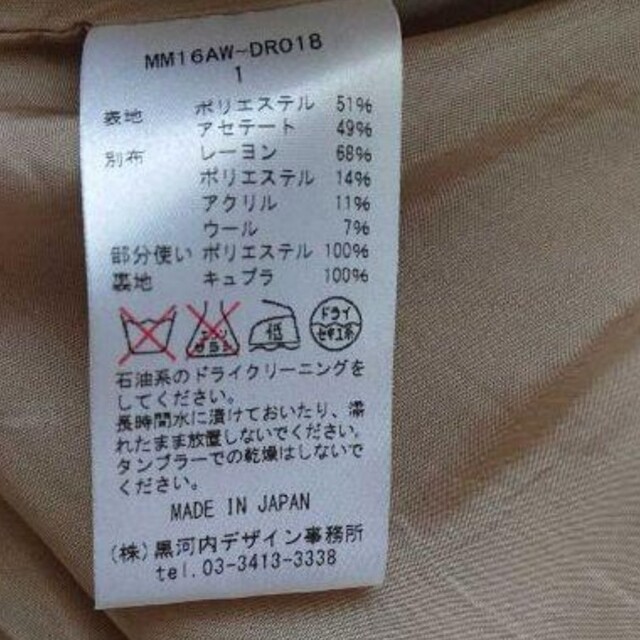 MM16AW-DR018
1
表地 ポリエステル 51%
アセテート 49%
別布 レーヨン 68%
ポリエステル 14%
アクリル 11%
ウール 7%
部分使い ポリエステル 100%
裏地 キュプラ 100%
低 ドライ
セキユ系
石油系のドライクリーニングを
してください。
長時間水に漬けておいたり、濡
れたまま放置しないでください。
タンブラーでの乾燥はしないで
ください。
MADE IN JAPAN
(株)黒河内デザイン事務所
tel.03-3413-3338